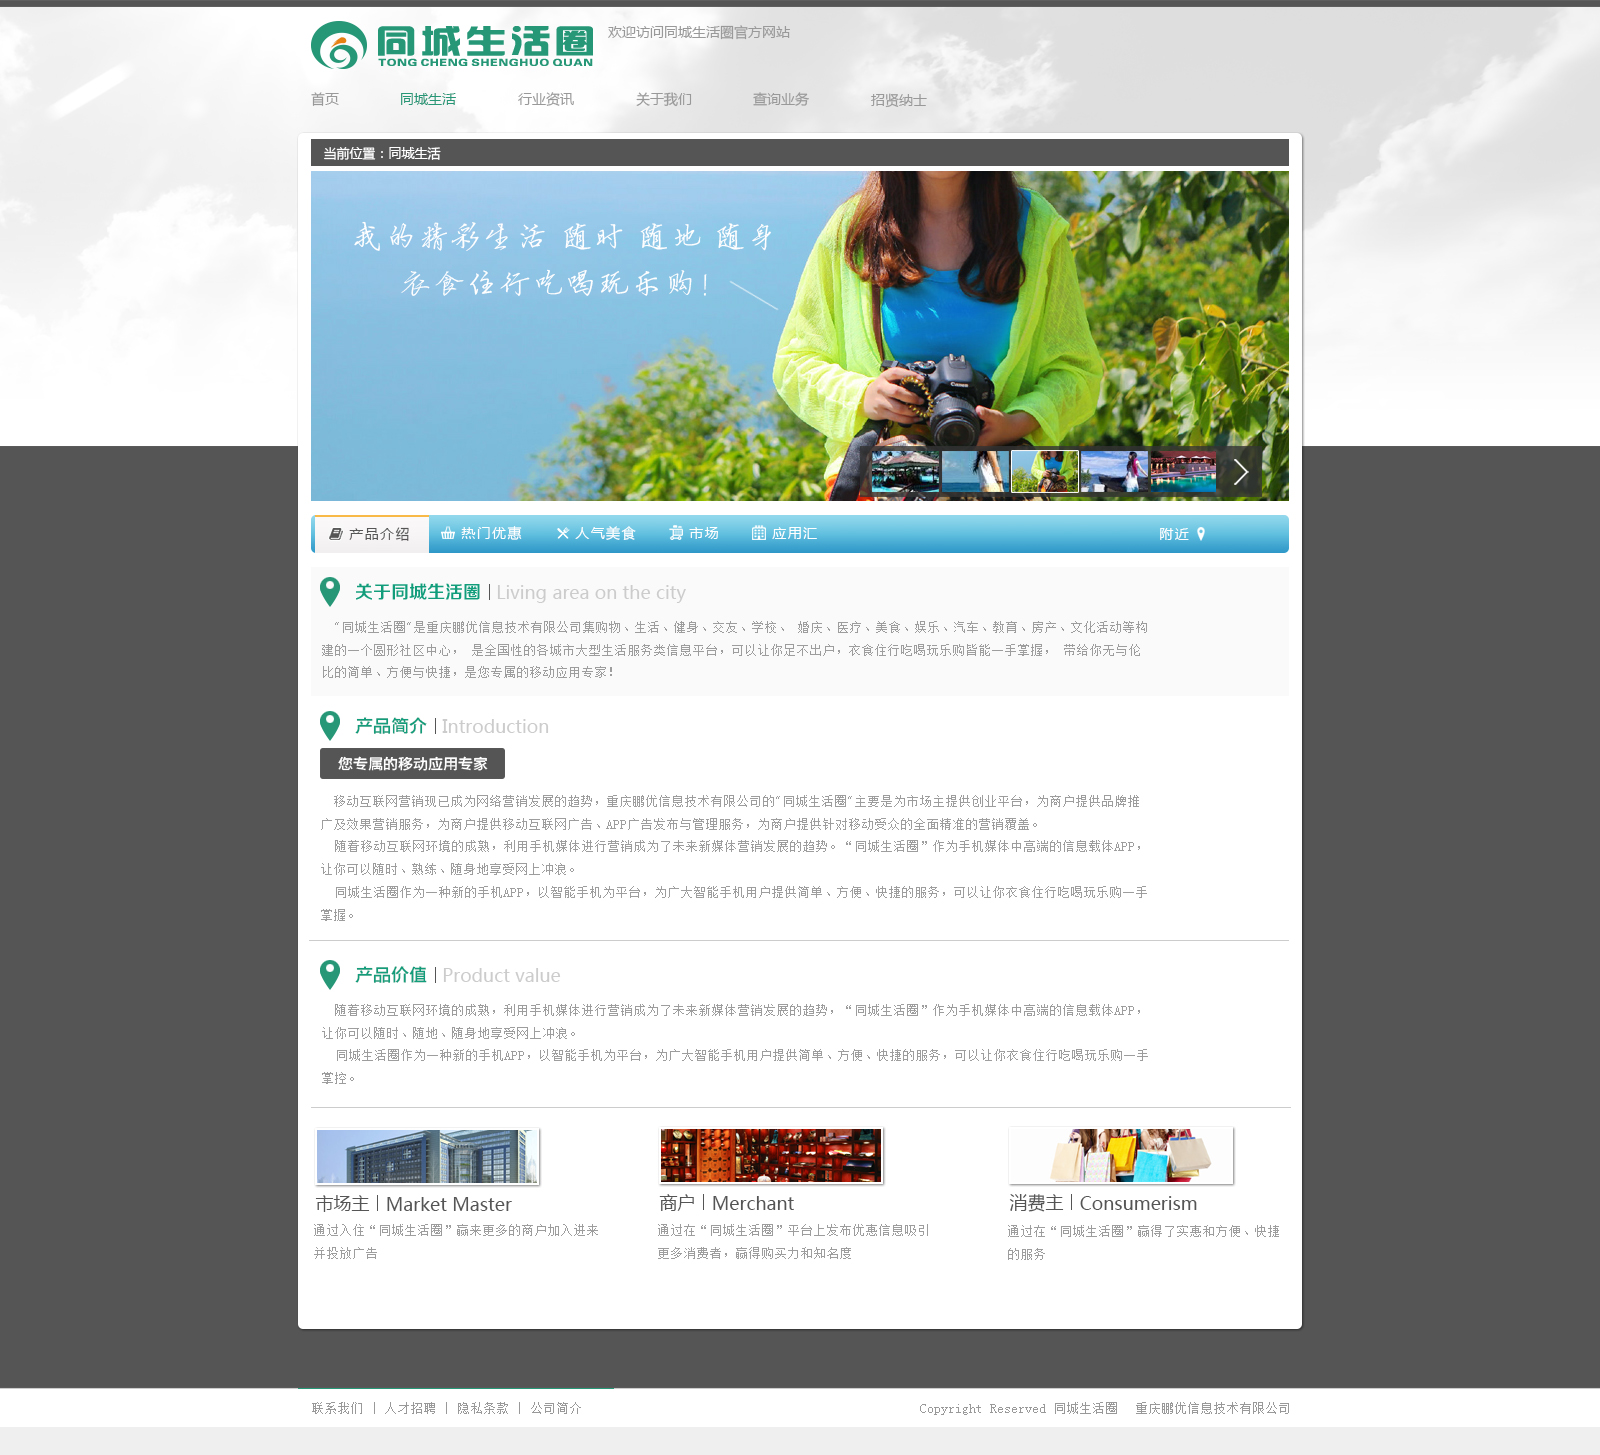 同城生活圈
TONG CHENG SHENGHUO QUAN
欢迎访问同城生活圈官方网站
首页 同城生活 行业资讯 关于我们 查询业务 招贤纳士
当前位置：同城生活
我的精彩生活 随时 随地 随身
衣食住行吃喝玩乐购！
Canon
产品介绍 热门优惠 人气美食 市场 应用汇 附近
关于同城生活圈 | Living area on the city
"同城生活圈"是重庆鹏优信息技术有限公司集购物、生活、健身、交友、学校、 婚庆、医疗、美食、娱乐、汽车、教育、房产、文化活动等构
建的一个圆形社区中心， 是全国性的各城市大型生活服务类信息平台，可以让你足不出户，衣食住行吃喝玩乐购皆能一手掌握， 带给你无与伦
比的简单、方便与快捷，是您专属的移动应用专家！
产品简介 | Introduction
您专属的移动应用专家
移动互联网营销现已成为网络营销发展的趋势，重庆鹏优信息技术有限公司的"同城生活圈"主要是为市场主提供创业平台，为商户提供品牌推
广及效果营销服务，为商户提供移动互联网广告、APP广告发布与管理服务，为商户提供针对移动受众的全面精准的营销覆盖。
随着移动互联网环境的成熟，利用手机媒体进行营销成为了未来新媒体营销发展的趋势。“同城生活圈”作为手机媒体中高端的信息载体APP，
让你可以随时、熟练、随身地享受网上冲浪。
同城生活圈作为一种新的手机APP，以智能手机为平台，为广大智能手机用户提供简单、方便、快捷的服务，可以让你衣食住行吃喝玩乐购一手
掌握。
产品价值 | Product value
随着移动互联网环境的成熟，利用手机媒体进行营销成为了未来新媒体营销发展的趋势，“同城生活圈”作为手机媒体中高端的信息载体APP，
让你可以随时、随地、随身地享受网上冲浪。
同城生活圈作为一种新的手机APP，以智能手机为平台，为广大智能手机用户提供简单、方便、快捷的服务，可以让你衣食住行吃喝玩乐购一手
掌控。
市场主 | Market Master
通过入住“同城生活圈”赢来更多的商户加入进来
并投放广告
商户 | Merchant
通过在“同城生活圈”平台上发布优惠信息吸引
更多消费者，赢得购买力和知名度
消费主 | Consumerism
通过在“同城生活圈”赢得了实惠和方便、快捷
的服务
联系我们 | 人才招聘 | 隐私条款 | 公司简介
Copyright Reserved 同城生活圈 重庆鹏优信息技术有限公司